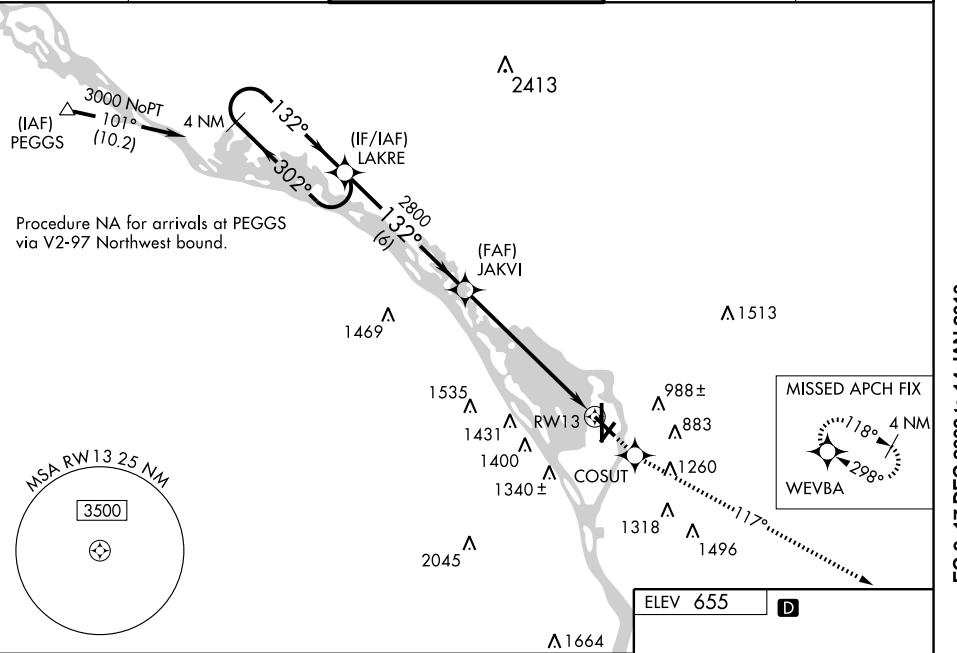 2413
3000 NoPT
101°
(10.2)
(IAF)
PEGGS
4 NM
132°
302°
(IF/IAF)
LAKRE
Procedure NA for arrivals at PEGGS
via V2-97 Northwest bound.
2800
132°
(6)
(FAF)
JAKVI
1469
1513
1535
1431
1400
1340 ±
RW13
988 ±
883
COSUT
1260
1318
1496
117°
MISSED APCH FIX
118°
4 NM
298°
WEVBA
MSA RW13 25 NM
3500
2045
ELEV 655
D
1664